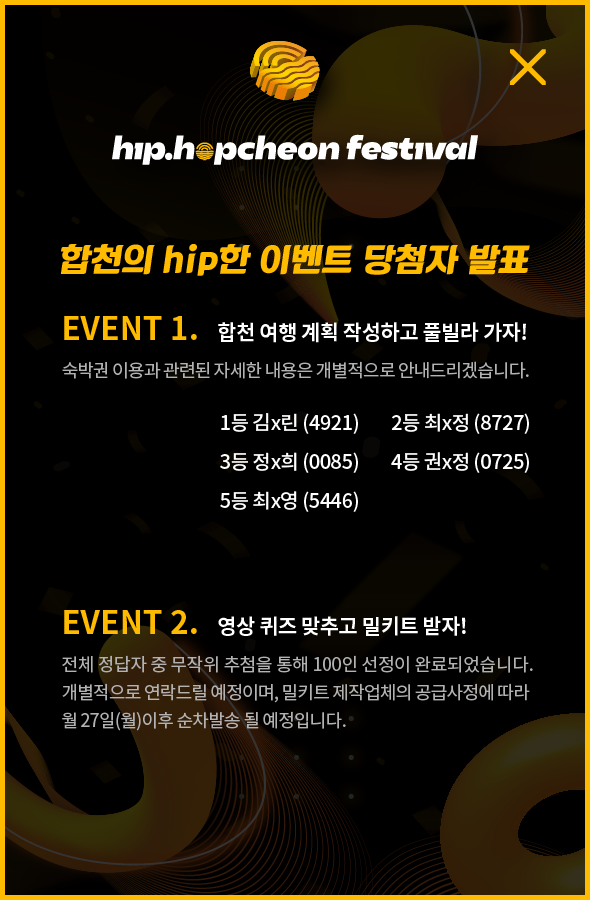 hip.hopcheon festival
합천의 hip한 이벤트 당첨자 발표
EVENT 1. 합천 여행 계획 작성하고 풀빌라 가자!
숙박권 이용과 관련된 자세한 내용은 개별적으로 안내드리겠습니다.
1등 김x린 (4921) 2등 최x정 (8727)
3등 정x희 (0085) 4등 권x정 (0725)
5등 최x영 (5446)
EVENT 2. 영상 퀴즈 맞추고 밀키트 받자!
전체 정답자 중 무작위 추첨을 통해 100인 선정이 완료되었습니다.
개별적으로 연락드릴 예정이며, 밀키트 제작업체의 공급사정에 따라
월 27일(월)이후 순차발송 될 예정입니다.